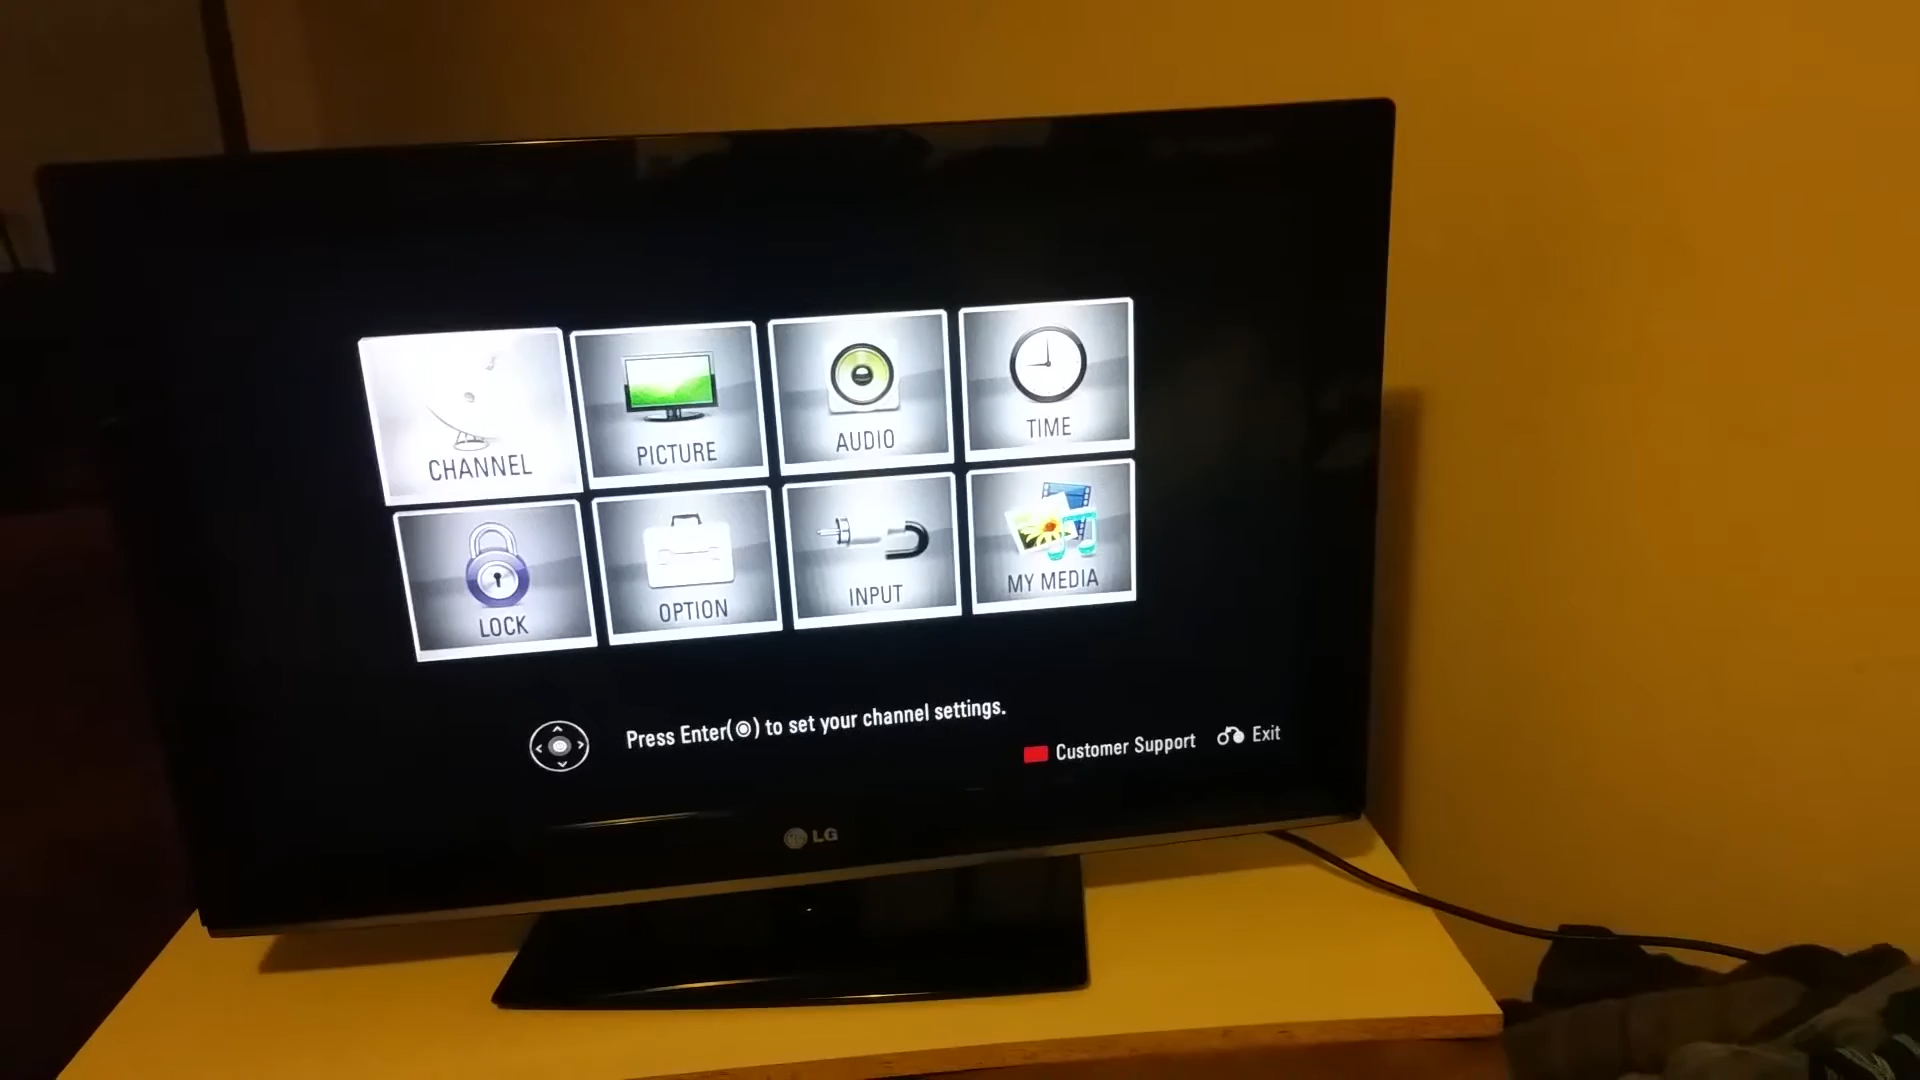 CHANNEL
PICTURE
AUDIO
TIME
LOCK
OPTION
INPUT
MY MEDIA
Press Enter(◉) to set your channel settings.
Customer Support
Exit
LG